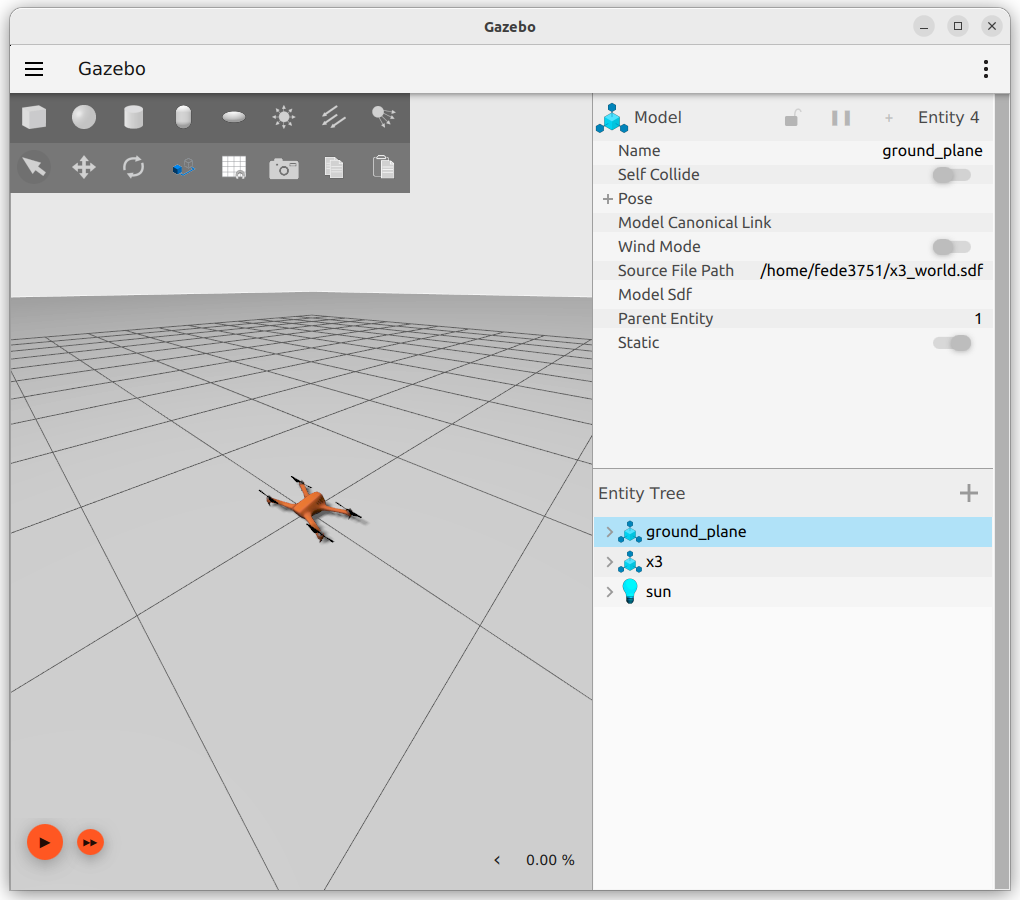 Gazebo
Gazebo
Model Entity 4
Name ground_plane
Self Collide
Pose
Model Canonical Link
Wind Mode
Source File Path /home/fede3751/x3_world.sdf
Model Sdf
Parent Entity 1
Static
Entity Tree
ground_plane
x3
sun
0.00 %